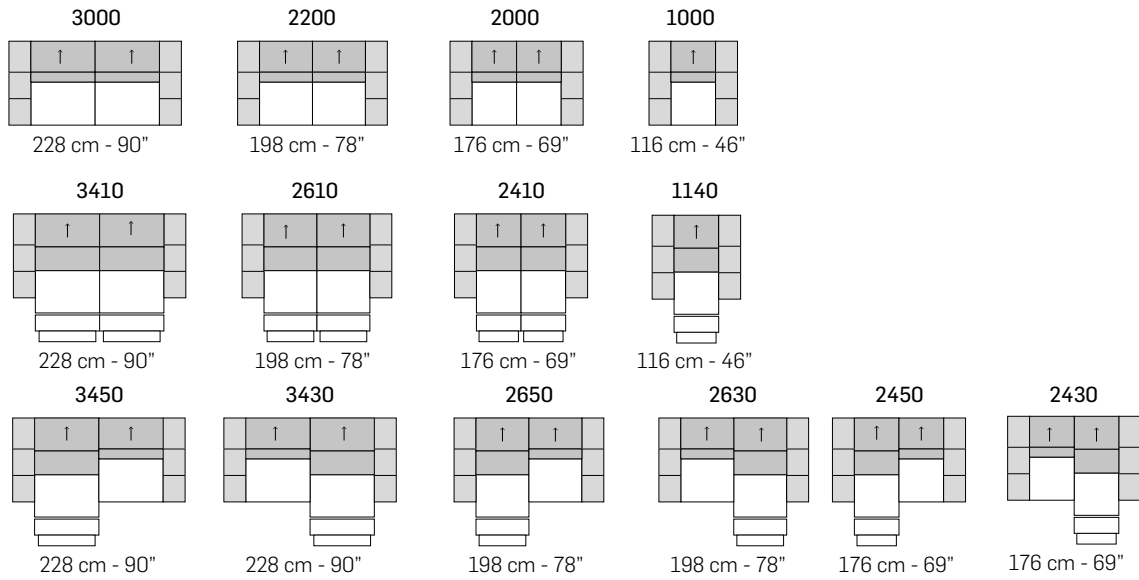 3000 2200 2000 1000
228 cm - 90” 198 cm - 78” 176 cm - 69” 116 cm - 46”
3410 2610 2410 1140
228 cm - 90” 198 cm - 78” 176 cm - 69” 116 cm - 46”
3450 3430 2650 2630 2450 2430
228 cm - 90” 228 cm - 90” 198 cm - 78” 198 cm - 78” 176 cm - 69” 176 cm - 69”